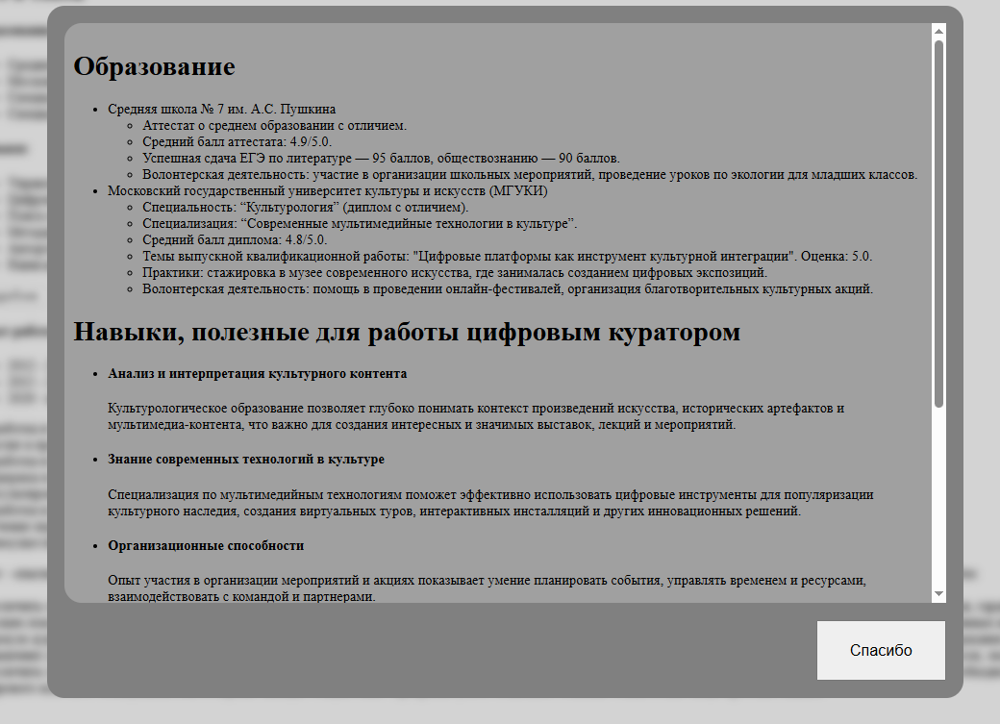 Образование
Средняя школа № 7 им. А.С. Пушкина
Аттестат о среднем образовании с отличием.
Средний балл аттестата: 4.9/5.0.
Успешная сдача ЕГЭ по литературе — 95 баллов, обществознанию — 90 баллов.
Волонтерская деятельность: участие в организации школьных мероприятий, проведение уроков по экологии для младших классов.
Московский государственный университет культуры и искусств (МГУКИ)
Специальность: “Культурология” (диплом с отличием).
Специализация: “Современные мультимедийные технологии в культуре”.
Средний балл диплома: 4.8/5.0.
Темы выпускной квалификационной работы: "Цифровые платформы как инструмент культурной интеграции". Оценка: 5.0.
Практики: стажировка в музее современного искусства, где занималась созданием цифровых экспозиций.
Волонтерская деятельность: помощь в проведении онлайн-фестивалей, организация благотворительных культурных акций.
Навыки, полезные для работы цифровым куратором
Анализ и интерпретация культурного контента
Культурологическое образование позволяет глубоко понимать контекст произведений искусства, исторических артефактов и
мультимедиа-контента, что важно для создания интересных и значимых выставок, лекций и мероприятий.
Знание современных технологий в культуре
Специализация по мультимедийным технологиям поможет эффективно использовать цифровые инструменты для популяризации
культурного наследия, создания виртуальных туров, интерактивных инсталляций и других инновационных решений.
Организационные способности
Опыт участия в организации мероприятий и акциях показывает умение планировать события, управлять временем и ресурсами,
взаимодействовать с командой и партнерами.
Спасибо